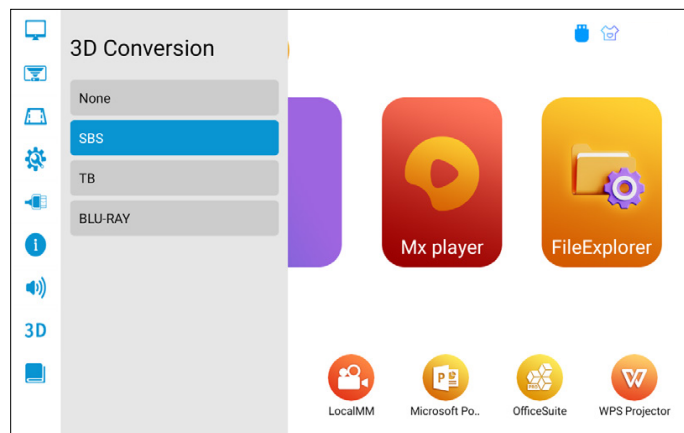 3D Conversion
None
SBS
TB
BLU-RAY
3D
Mx player
FileExplorer
LocalMM
Microsoft Po..
OfficeSuite
WPS Projector